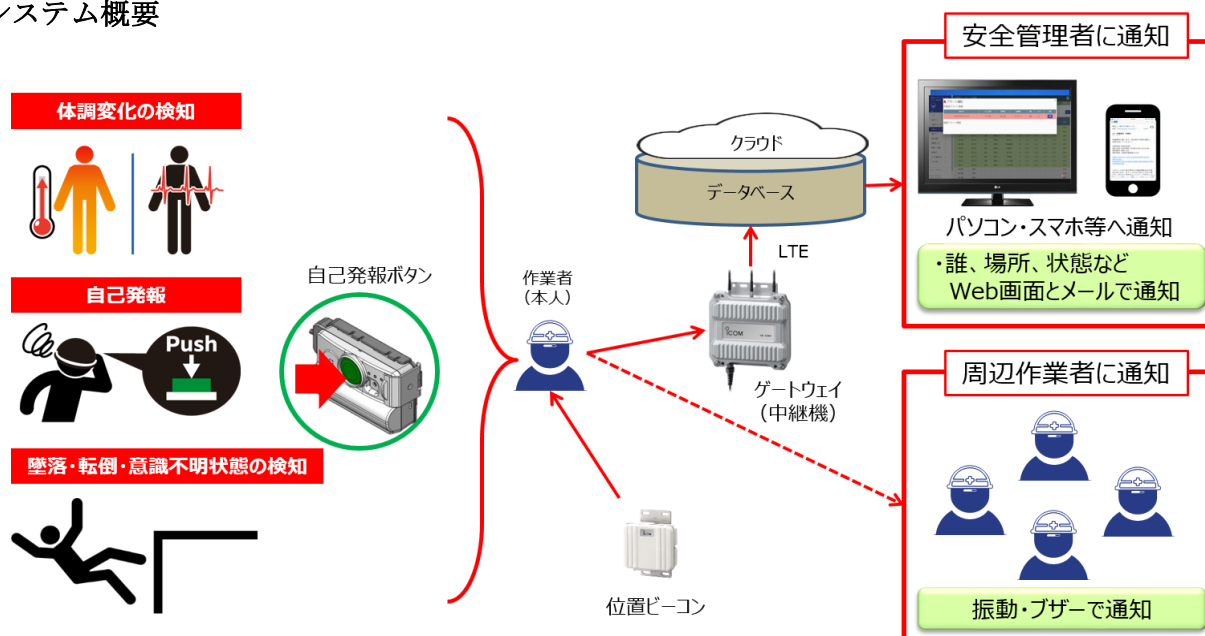 システム概要
体調変化の検知
自己発報
Push
墜落・転倒・意識不明状態の検知
自己発報ボタン
作業者
（本人）
位置ビーコン
クラウド
データベース
LTE
ICOM
ゲートウェイ
（中継機）
安全管理者に通知
LG
パソコン・スマホ等へ通知
・誰、場所、状態など
Web画面とメールで通知
周辺作業者に通知
振動・ブザーで通知